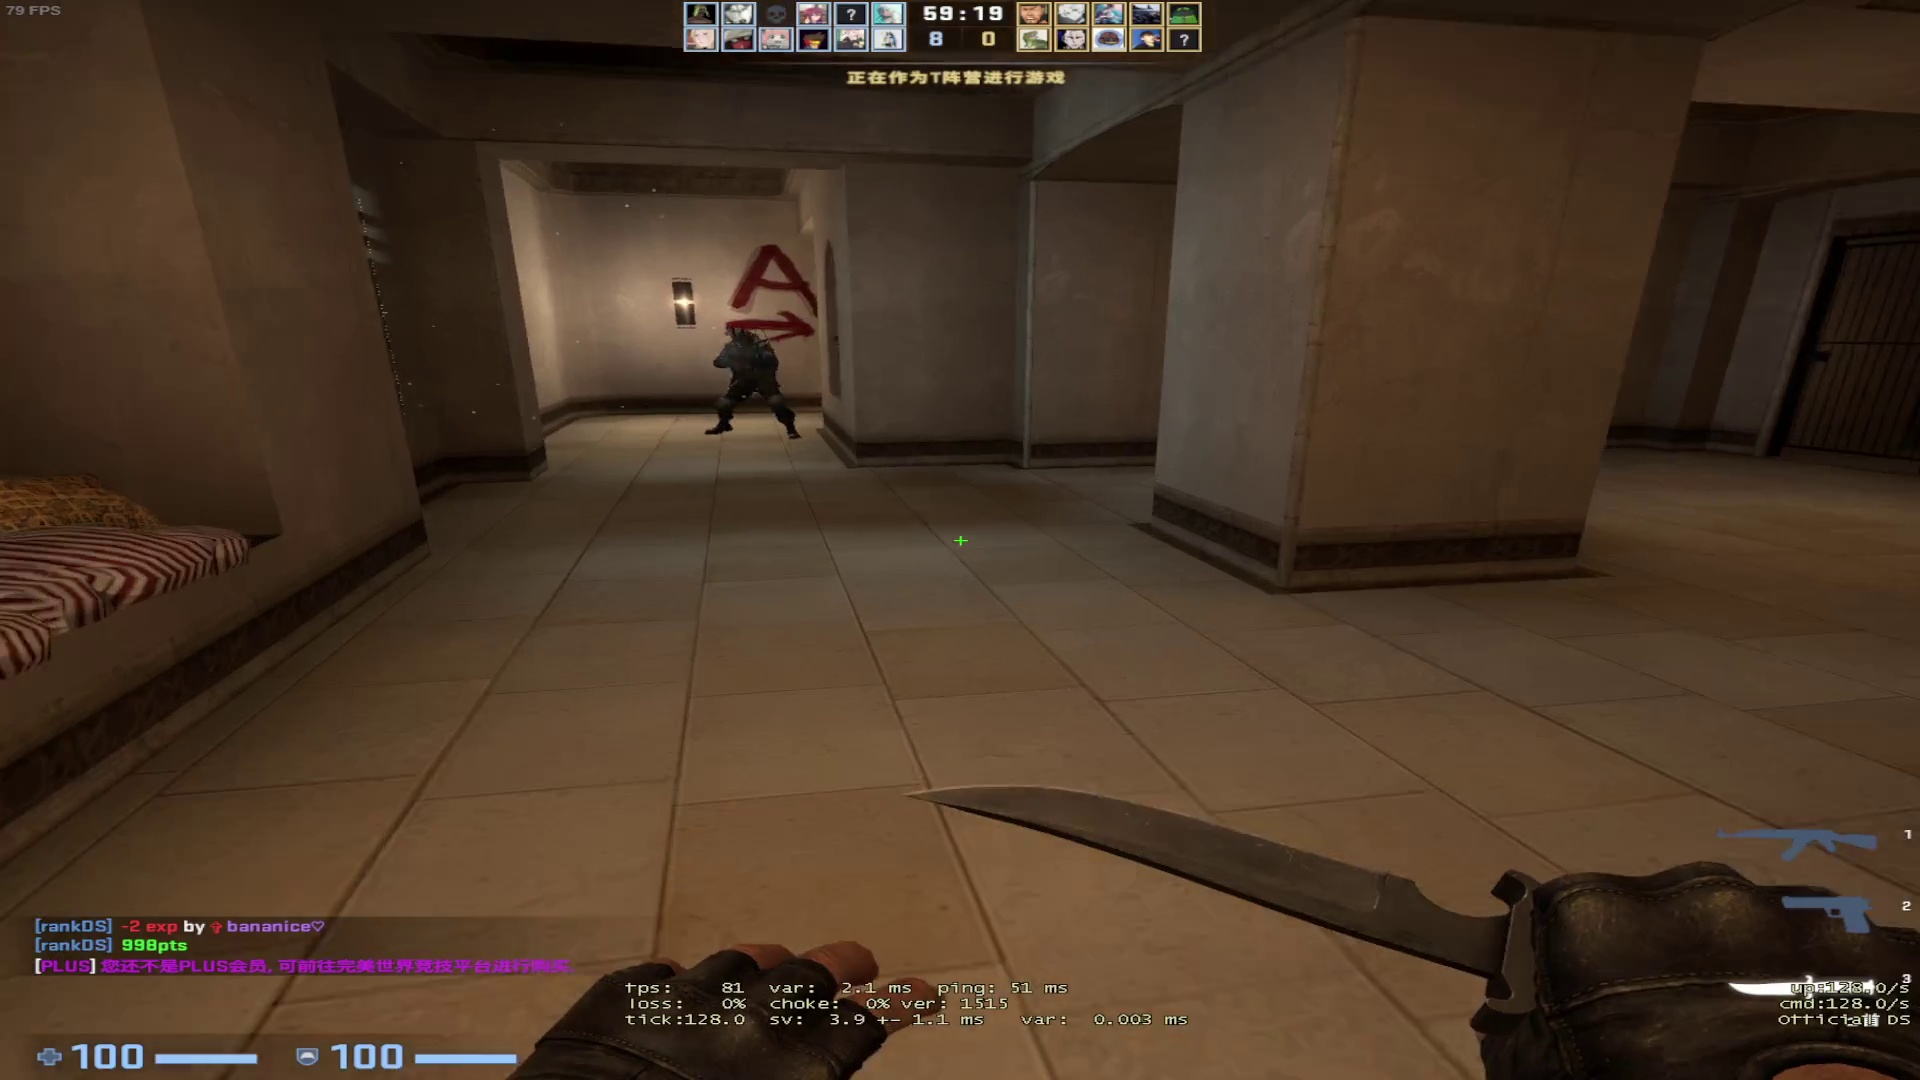 79 FPS
?
59:19
8 0
?
正在作为T阵营进行游戏
A
1
2
3
[rankDS] -2 exp by ✞ bananice♡
[rankDS] 998pts
[PLUS] 您还不是PLUS会员, 可前往完美世界竞技平台进行购买.
tps: 81 var: 2.1 ms ping: 51 ms
loss: 0% choke: 0% ver: 1515
tick:128.0 sv: 3.9 +- 1.1 ms var: 0.003 ms
up:128.0/s
cmd:128.0/s
DS
100
100